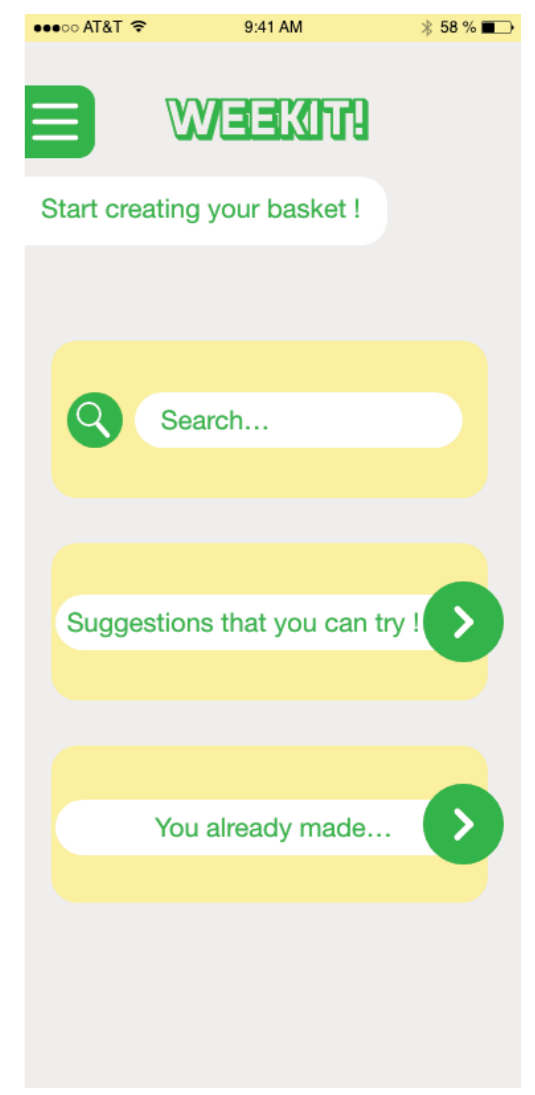 AT&T 9:41 AM 58 %
WEEKIT!
Start creating your basket !
Search...
Suggestions that you can try !
You already made...